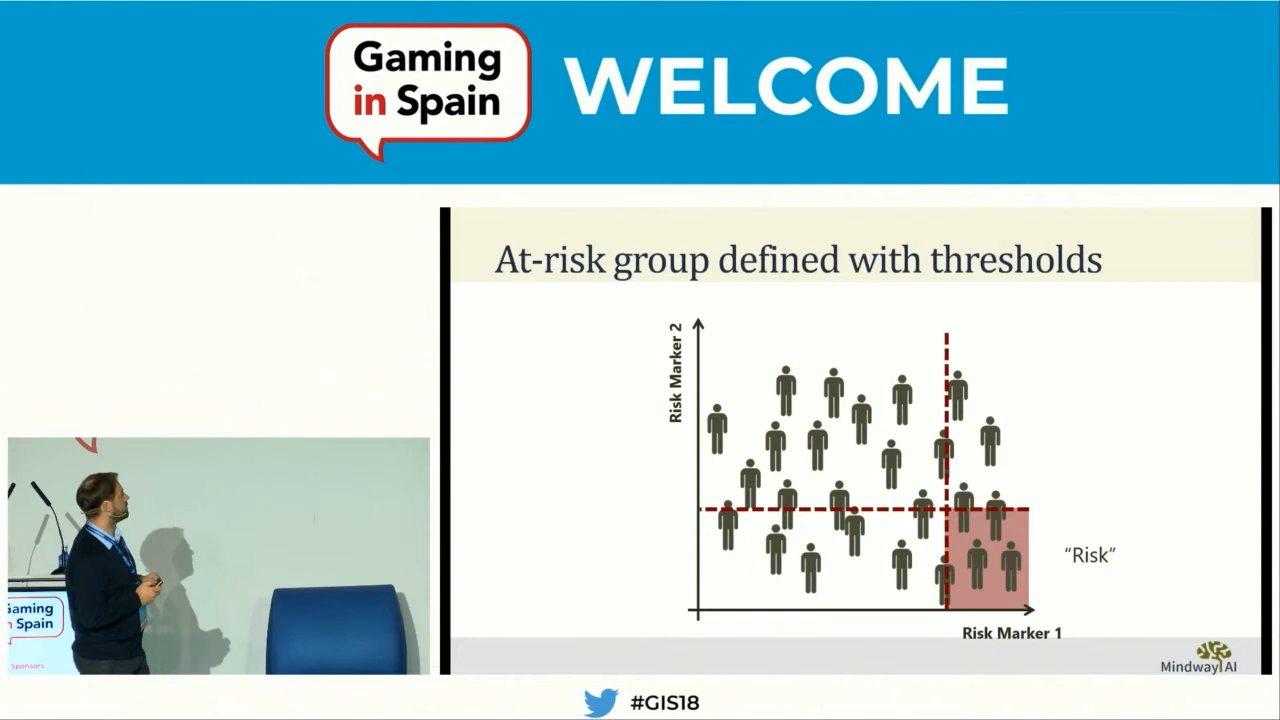 Gaming
in Spain
WELCOME
At-risk group defined with thresholds
Risk Marker 2
"Risk"
Risk Marker 1
Mindway AI
Gaming
n Spain
Sponsors
#GIS18